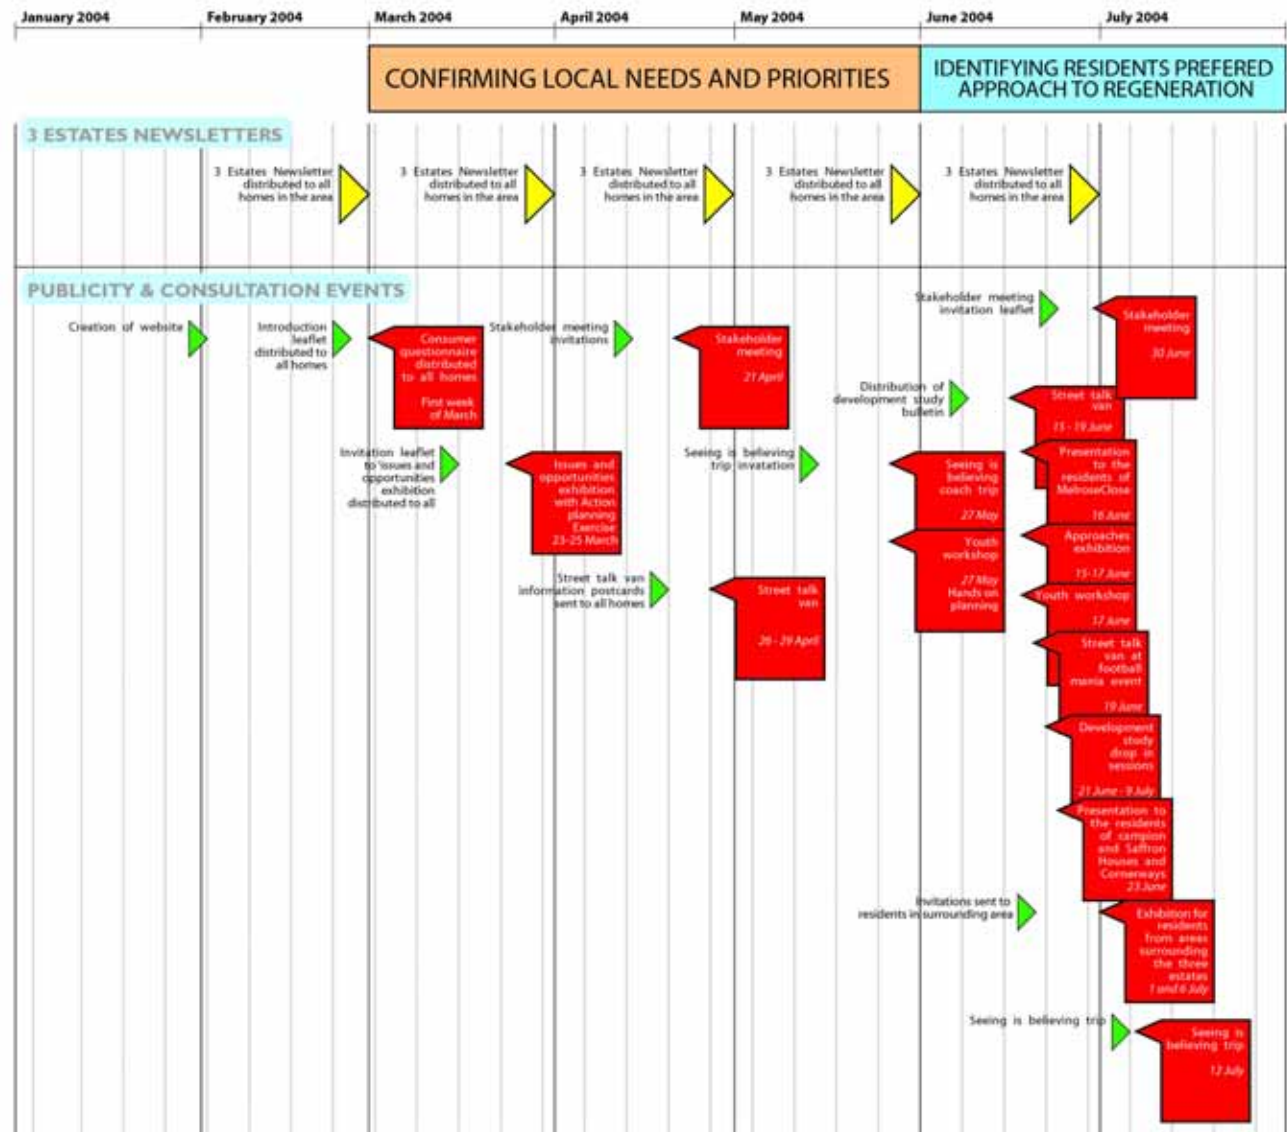 January 2004
February 2004
March 2004
April 2004
May 2004
June 2004
July 2004
CONFIRMING LOCAL NEEDS AND PRIORITIES
IDENTIFYING RESIDENTS PREFERED
APPROACH TO REGENERATION
3 ESTATES NEWSLETTERS
3 Estates Newsletter
distributed to all
homes in the area
3 Estates Newsletter
distributed to all
homes in the area
3 Estates Newsletter
distributed to all
homes in the area
3 Estates Newsletter
distributed to all
homes in the area
3 Estates Newsletter
distributed to all
homes in the area
PUBLICITY & CONSULTATION EVENTS
Creation of website
Introduction
leaflet
distributed to
all homes
Consumer
questionnaire
distributed
to all homes
First week
of March
Stakeholder meeting
invitations
Stakeholder
meeting
21 April
Stakeholder meeting
invitation leaflet
Stakeholder
meeting
30 June
Distribution of
development study
bulletin
Street talk
van
15 - 19 June
Invitation leaflet
to 'issues and
opportunities
exhibition
distributed to all
Issues and
opportunities
exhibition
with Action
planning
Exercise
23-25 March
Seeing is believing
trip invatation
Seeing is
believing
coach trip
27 May
Presentation
to the
residents of
MelroseClose
16 June
Youth
workshop
27 May
Hands on
planning
Approaches
exhibition
15-17 June
Street talk van
information postcards
sent to all homes
Street talk
van
26 - 29 April
Youth workshop
17 June
Street talk
van at
football
mania event
19 June
Development
study
drop in
sessions
21 June - 9 July
Presentation to
the residents
of campion
and Saffron
Houses and
Cornerways
23 June
Invitations sent to
residents in surrounding area
Exhibition for
residents
from areas
surrounding
the three
estates
1 and 6 July
Seeing is believing trip
Seeing is
believing trip
12 July